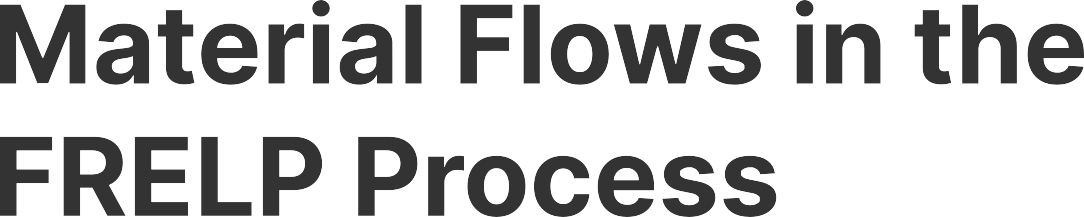 Material Flows in the
FRELP Process